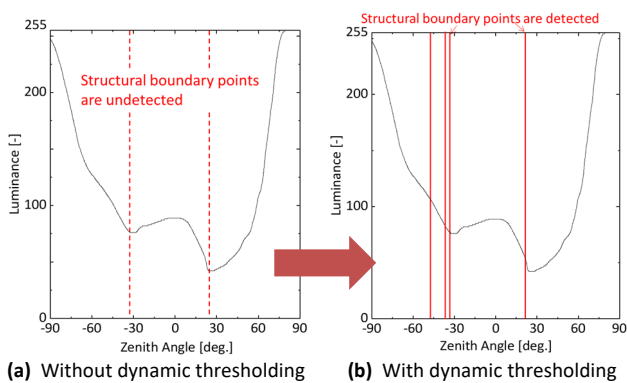 Structural boundary points are detected
255
200
100
0
Luminance [-]
Structural boundary points
are undetected
-90 -60 -30 0 30 60 90
Zenith Angle [deg.]
(a) Without dynamic thresholding
255
200
100
0
Luminance [-]
-90 -60 -30 0 30 60 90
Zenith Angle [deg.]
(b) With dynamic thresholding